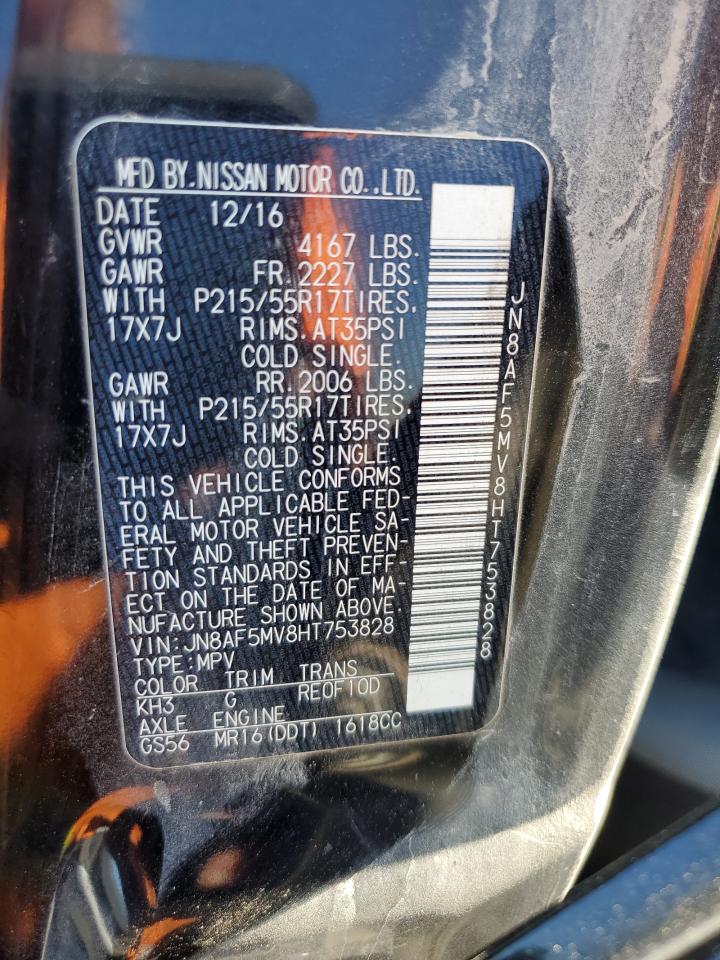 MFD BY.NISSAN MOTOR CO.,LTD.
DATE 12/16
GVWR 4167 LBS.
GAWR FR.2227 LBS.
WITH P215/55R17TIRES,
17X7J RIMS.AT35PSI
COLD SINGLE.
GAWR RR.2006 LBS.
WITH P215/55R17TIRES,
17X7J RIMS.AT35PSI
COLD SINGLE.
THIS VEHICLE CONFORMS
TO ALL APPLICABLE FED-
ERAL MOTOR VEHICLE SA-
FETY AND THEFT PREVEN-
TION STANDARDS IN EFF-
ECT ON THE DATE OF MA-
NUFACTURE SHOWN ABOVE.
VIN:JN8AF5MV8HT753828
TYPE:MPV
COLOR TRIM TRANS
KH3 G RE0F10D
AXLE ENGINE
GS56 MR16(DDT) 1618CC
JN8AF5MV8HT753828